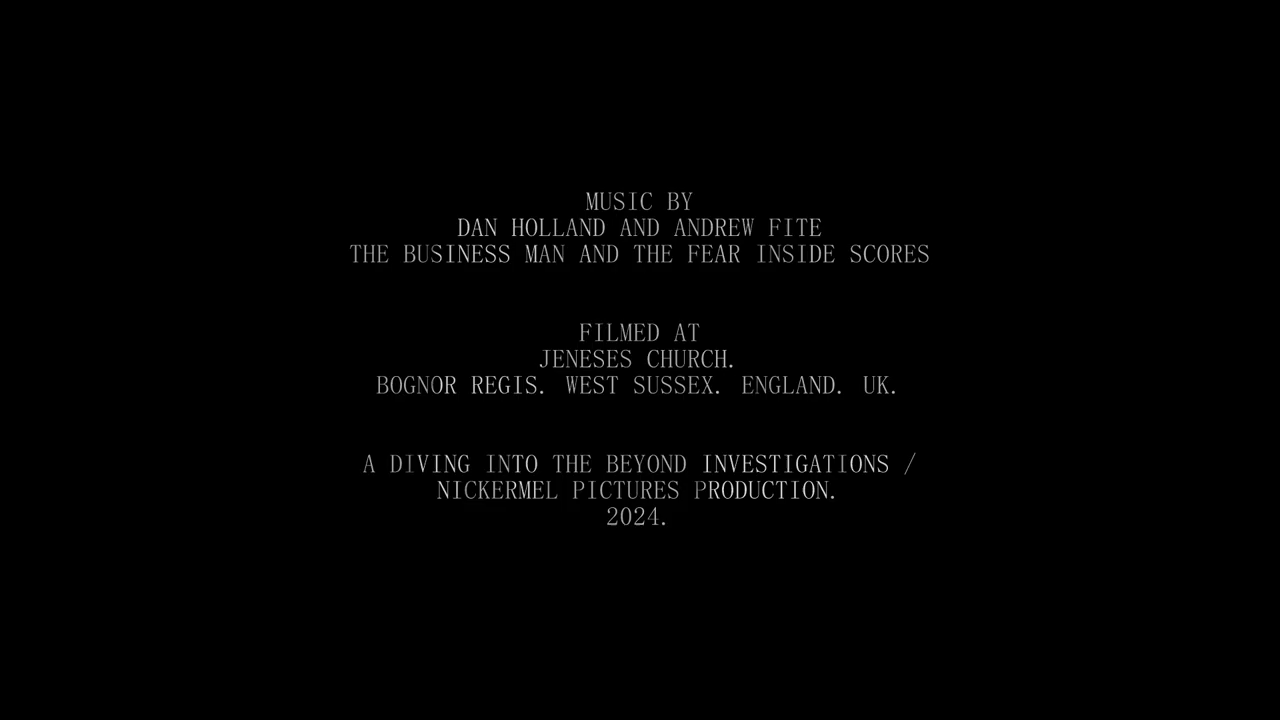 MUSIC BY
DAN HOLLAND AND ANDREW FITE
THE BUSINESS MAN AND THE FEAR INSIDE SCORES
FILMED AT
JENESES CHURCH.
BOGNOR REGIS. WEST SUSSEX. ENGLAND. UK.
A DIVING INTO THE BEYOND INVESTIGATIONS /
NICKERMEL PICTURES PRODUCTION.
2024.